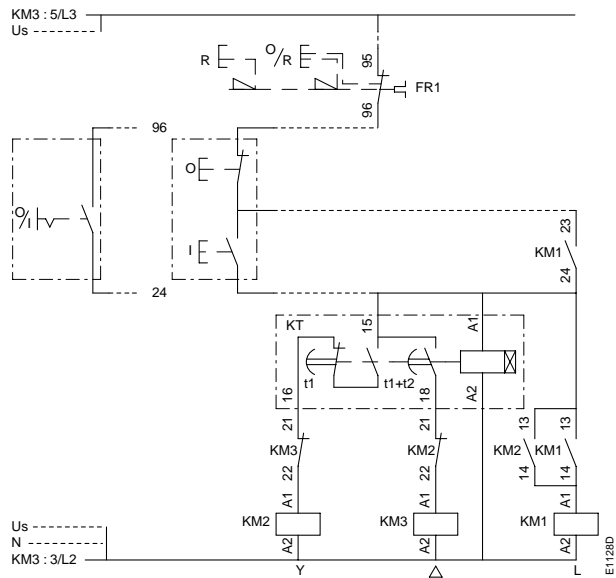 KM3 : 5/L3
Us
R
O/R
95
FR1
96
96
O
O/I
I
23
KM1
24
24
KT
15
A1
t1
t1+t2
16
18
A2
21
21
13
13
KM3
KM2
KM2
KM1
22
22
14
14
A1
A1
A1
KM2
KM3
KM1
A2
A2
A2
Us
N
KM3 : 3/L2
Y
L
E1128D